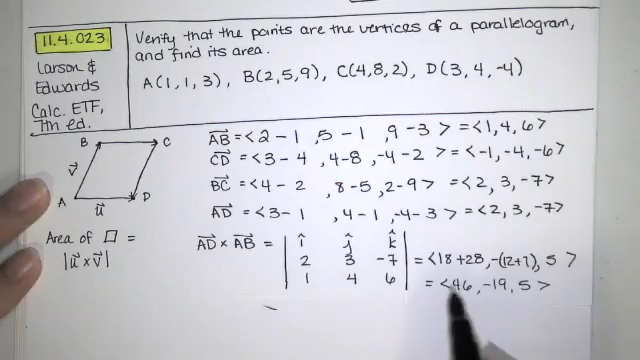 11.4.023
Verify that the points are the vertices of a parallelogram,
and find its area.
Larson &
Edwards
Calc. ETF,
7th ed.
A(1, 1, 3), B(2, 5, 9), C(4, 8, 2), D(3, 4, -4)
AB = <2 - 1, 5 - 1, 9 - 3> = <1, 4, 6>
CD = <3 - 4, 4 - 8, -4 - 2> = <-1, -4, -6>
BC = <4 - 2, 8 - 5, 2 - 9> = <2, 3, -7>
AD = <3 - 1, 4 - 1, -4 - 3> = <2, 3, -7>
B C
v
A D
u
Area of ▱ =
|u × v|
AD × AB = | î ĵ k̂ |
| 2 3 -7 | = <18 + 28, -(12+7), 5>
| 1 4 6 | = <46, -19, 5>